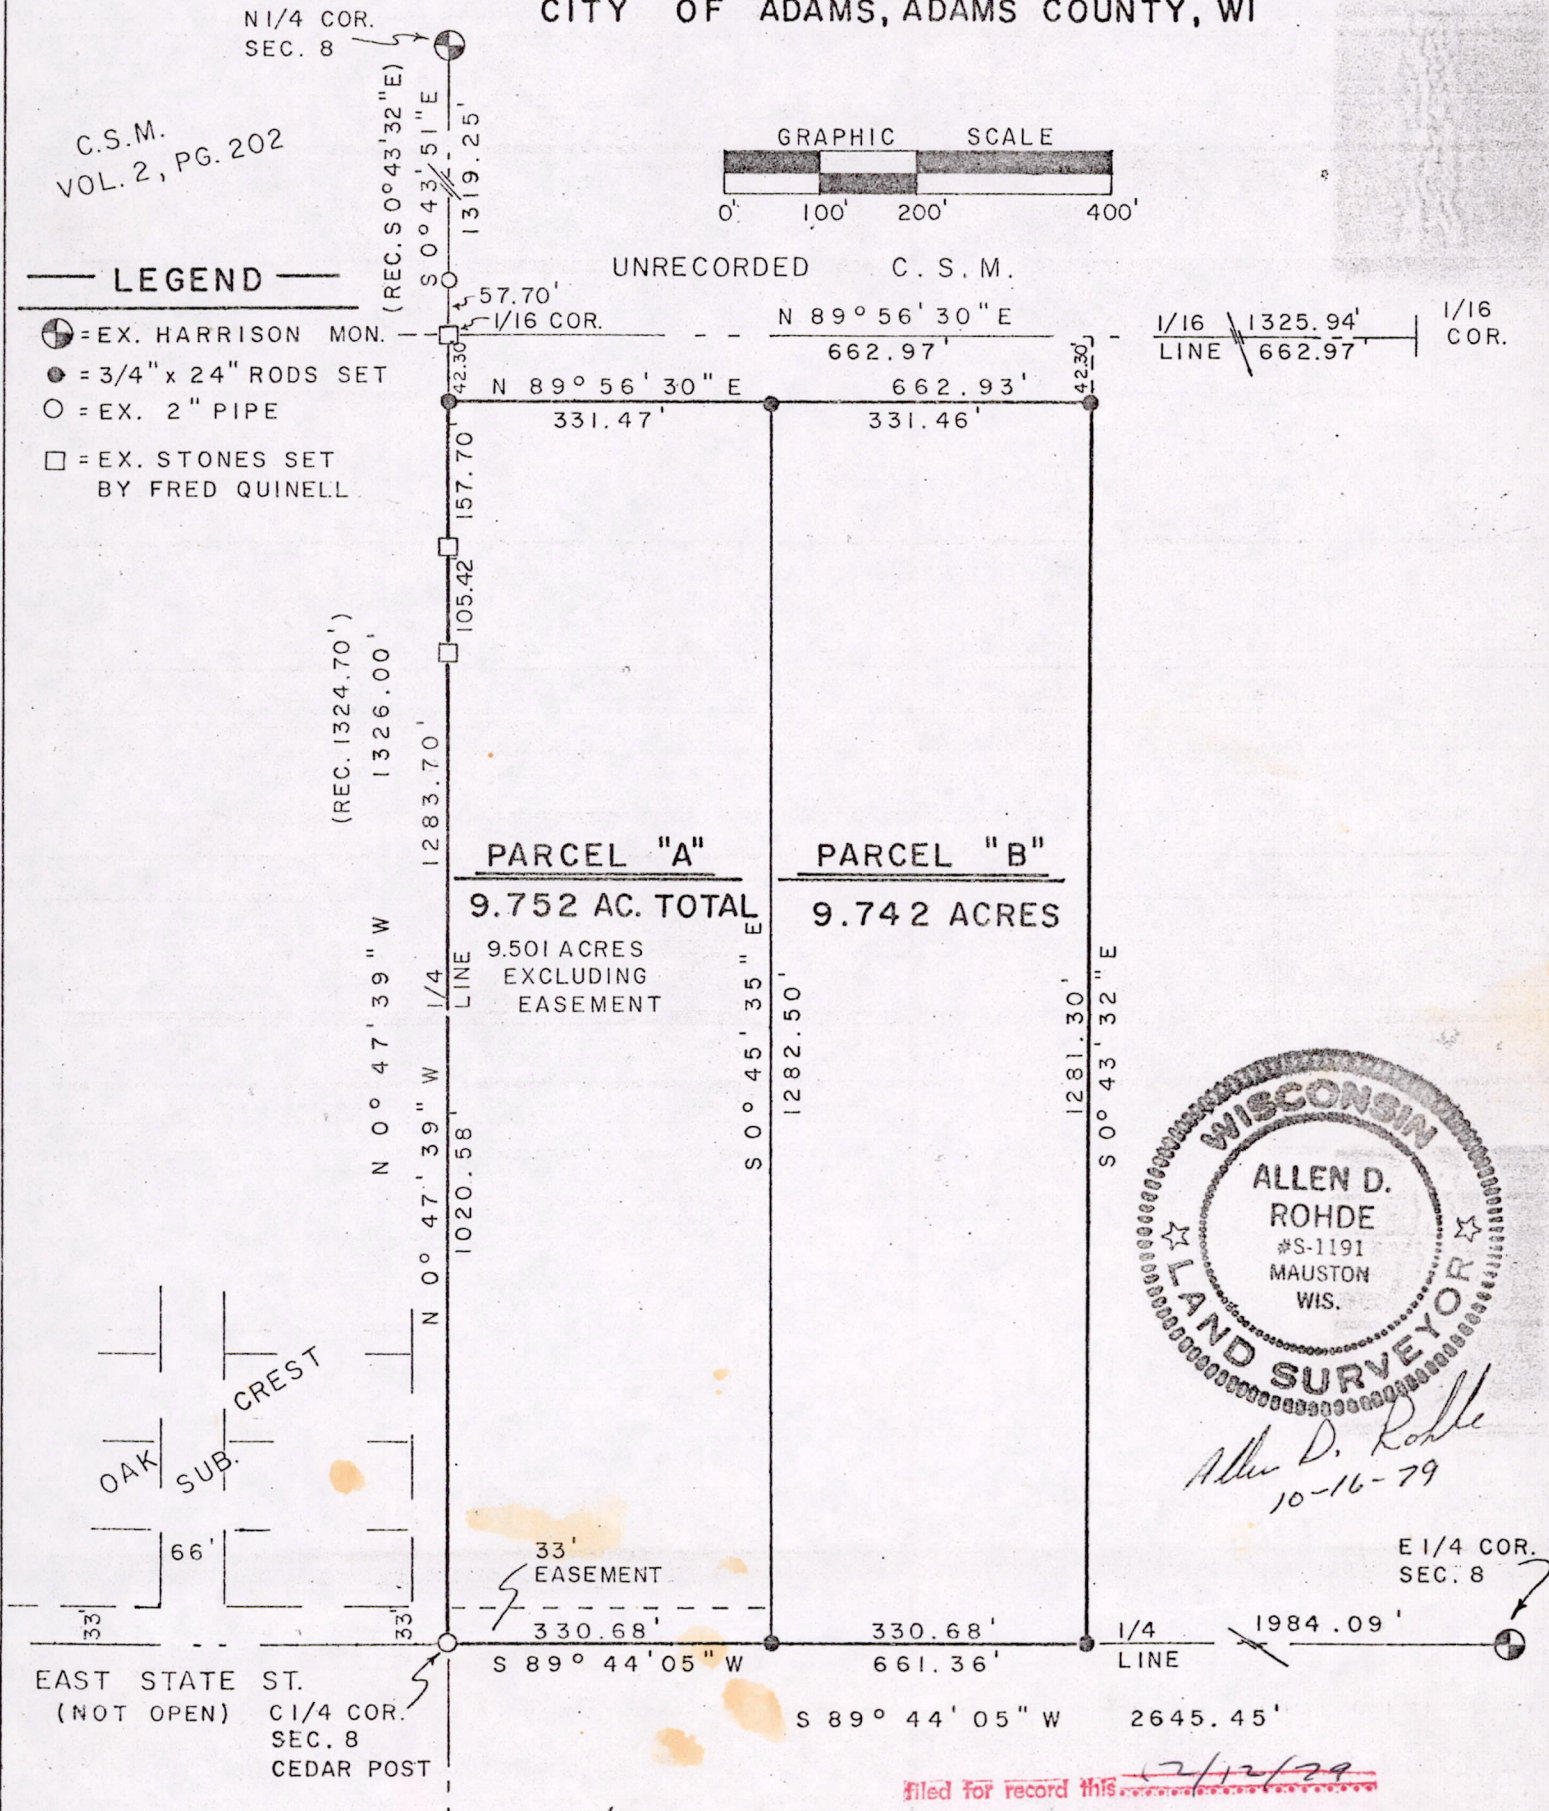 CITY OF ADAMS, ADAMS COUNTY, WI
N 1/4 COR.
SEC. 8
C.S.M.
VOL. 2, PG. 202
(REC. S 0° 43' 32" E)
S 0° 43' 51" E
1319.25'
GRAPHIC SCALE
0' 100' 200' 400'
UNRECORDED C. S. M.
LEGEND
= EX. HARRISON MON.
= 3/4" x 24" RODS SET
= EX. 2" PIPE
= EX. STONES SET
BY FRED QUINELL
57.70'
1/16 COR.
N 89° 56' 30" E
662.97'
1/16 LINE
1325.94'
662.97'
1/16
COR.
42.30'
42.30'
N 89° 56' 30" E 662.93'
331.47' 331.46'
157.70'
105.42'
(REC. 1324.70')
1326.00'
1283.70'
N 0° 47' 39" W
1/4
LINE
N 0° 47' 39" W
1020.58'
PARCEL "A"
9.752 AC. TOTAL
9.501 ACRES
EXCLUDING
EASEMENT
PARCEL "B"
9.742 ACRES
S 0° 45' 35" E
1282.50'
1281.30'
S 0° 43' 32" E
WISCONSIN
ALLEN D.
ROHDE
#S-1191
MAUSTON
WIS.
LAND SURVEYOR
Allen D. Rohde
10-16-79
OAK CREST
SUB.
66'
33'
33'
33'
EASEMENT
E 1/4 COR.
SEC. 8
330.68' 330.68'
S 89° 44' 05" W 661.36'
1/4
LINE
1984.09'
EAST STATE ST.
(NOT OPEN)
C 1/4 COR.
SEC. 8
CEDAR POST
S 89° 44' 05" W 2645.45'
filed for record this 12/12/79